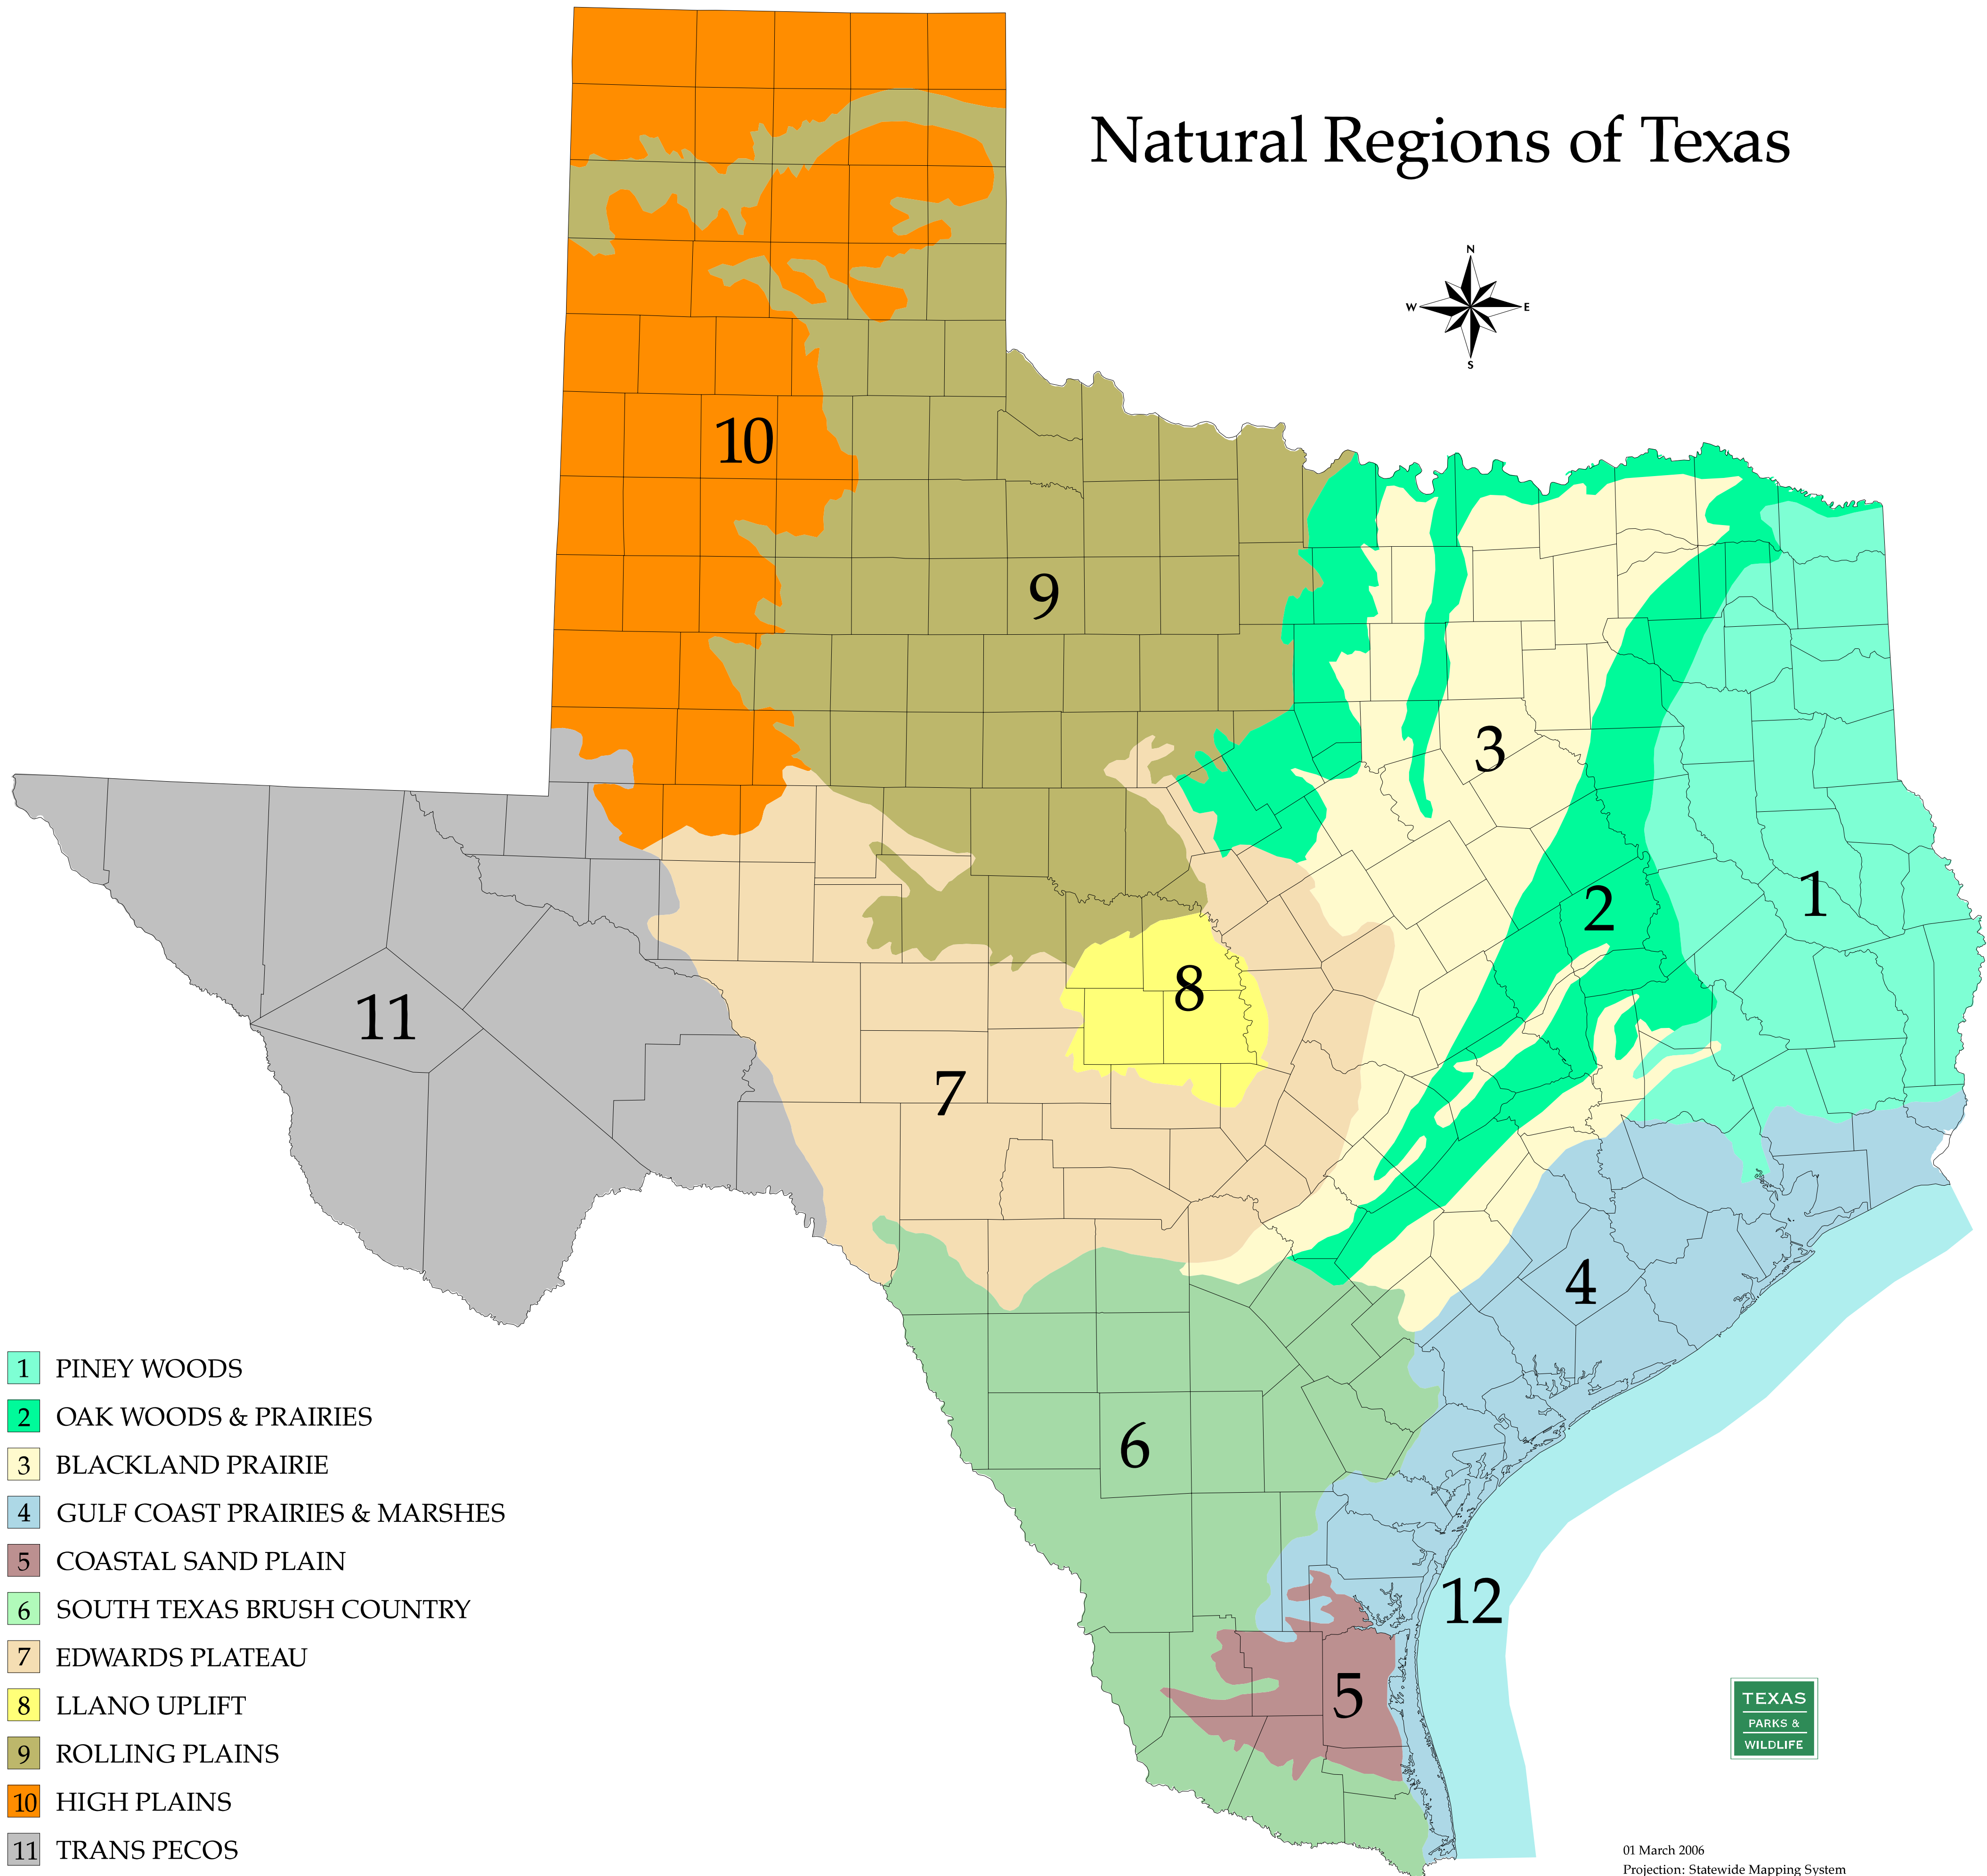 Natural Regions of Texas
N
W E
S
10
9
3
2
1
8
11
7
4
6
12
5
1 PINEY WOODS
2 OAK WOODS & PRAIRIES
3 BLACKLAND PRAIRIE
4 GULF COAST PRAIRIES & MARSHES
5 COASTAL SAND PLAIN
6 SOUTH TEXAS BRUSH COUNTRY
7 EDWARDS PLATEAU
8 LLANO UPLIFT
9 ROLLING PLAINS
10 HIGH PLAINS
11 TRANS PECOS
TEXAS
PARKS &
WILDLIFE
01 March 2006
Projection: Statewide Mapping System